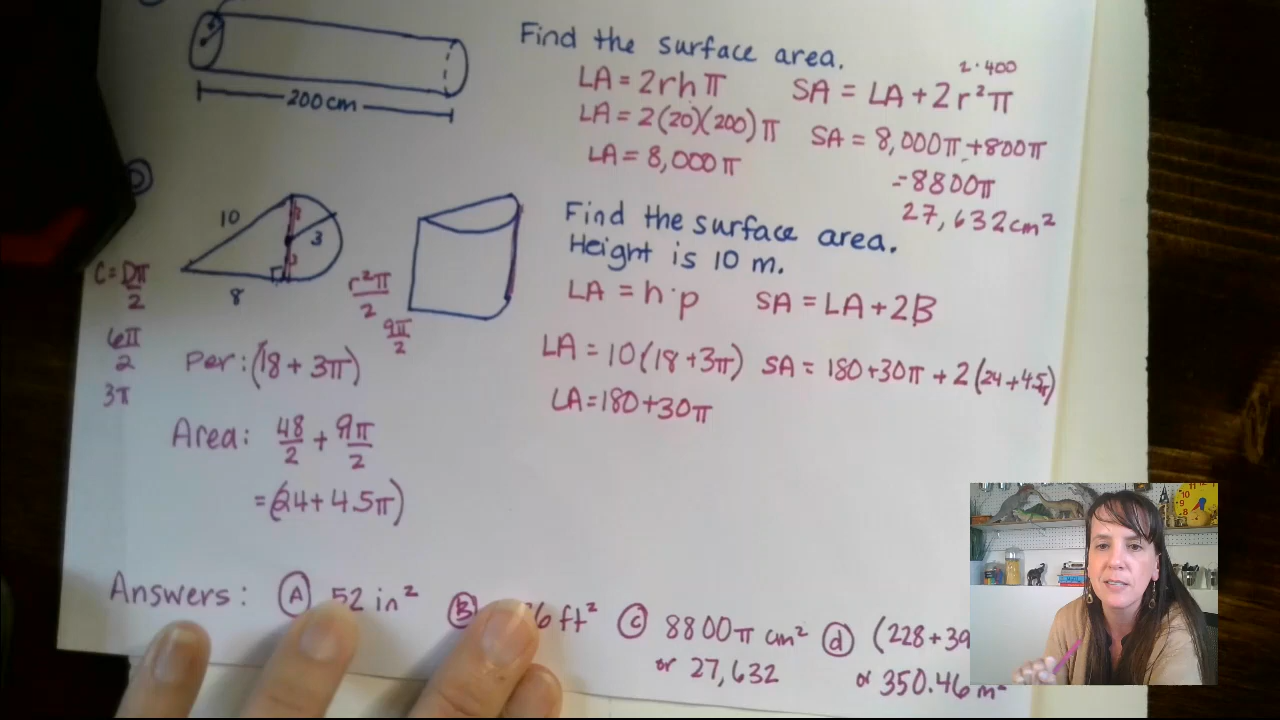 200cm
Find the surface area.
LA = 2rhπ
LA = 2(20)(200)π
LA = 8,000π
2·400
SA = LA + 2r²π
SA = 8,000π + 800π
= 8800π
27,632cm²
10
3
8
C = Dπ/2
6π/2
3π
r²π/2
9π/2
Per: (18 + 3π)
Area: 48/2 + 9π/2
= (24 + 4.5π)
Find the surface area.
Height is 10 m.
LA = h·p
LA = 10(18+3π)
LA = 180+30π
SA = LA + 2B
SA = 180+30π + 2(24+4.5π)
Answers: A 52 in² B 6 ft² C 8800π cm² d (228+39
or 27,632 or 350.46 m²